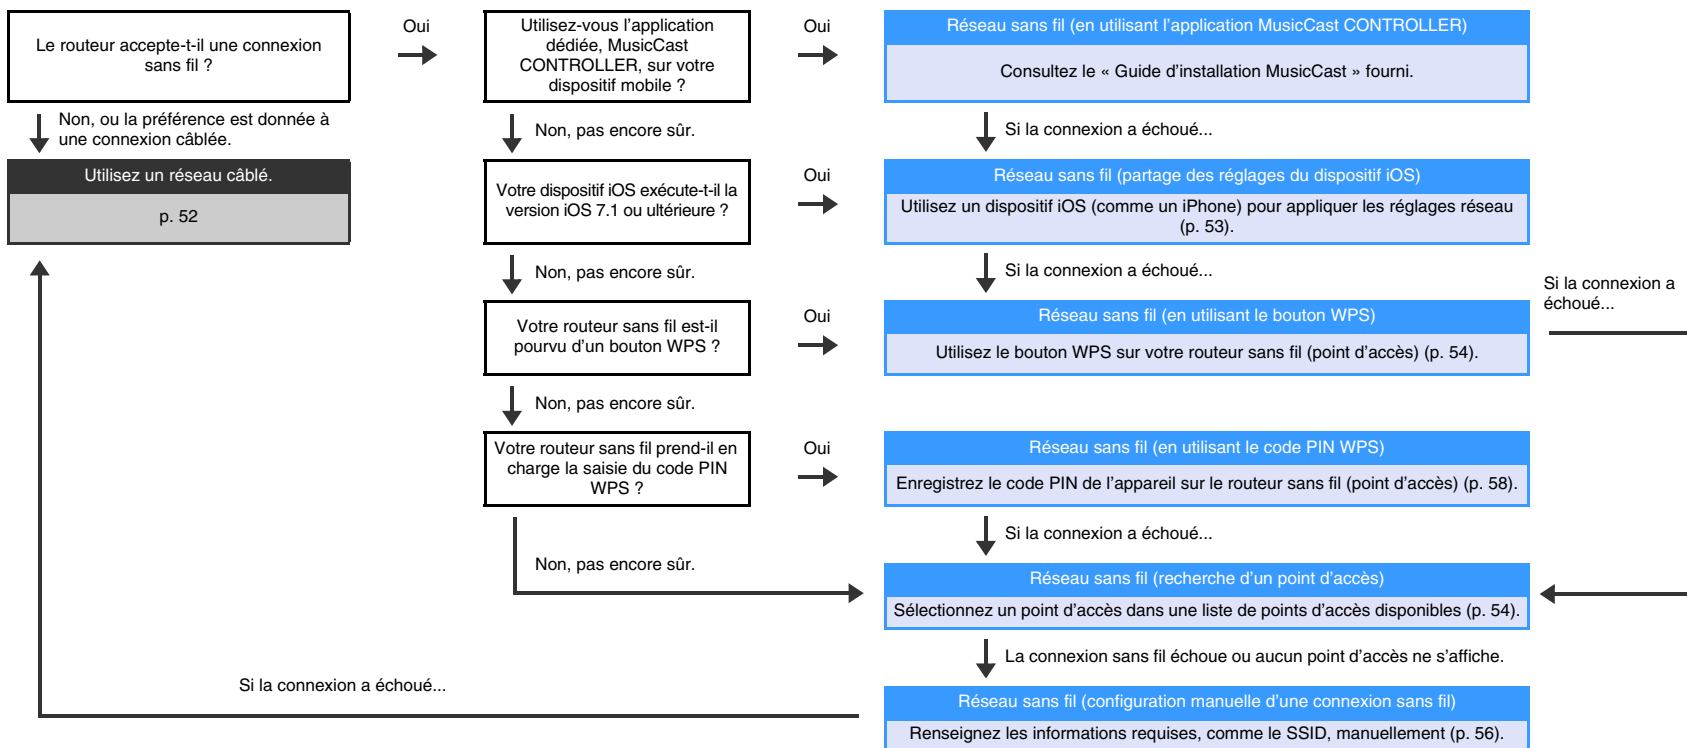 Le routeur accepte-t-il une connexion
sans fil ?
Oui
Utilisez-vous l’application
dédiée, MusicCast
CONTROLLER, sur votre
dispositif mobile ?
Oui
Réseau sans fil (en utilisant l’application MusicCast CONTROLLER)
Consultez le « Guide d’installation MusicCast » fourni.
Non, ou la préférence est donnée à
une connexion câblée.
Non, pas encore sûr.
Si la connexion a échoué...
Utilisez un réseau câblé.
p. 52
Votre dispositif iOS exécute-t-il la
version iOS 7.1 ou ultérieure ?
Oui
Réseau sans fil (partage des réglages du dispositif iOS)
Utilisez un dispositif iOS (comme un iPhone) pour appliquer les réglages réseau
(p. 53).
Non, pas encore sûr.
Si la connexion a échoué...
Si la connexion a
échoué...
Votre routeur sans fil est-il
pourvu d’un bouton WPS ?
Oui
Réseau sans fil (en utilisant le bouton WPS)
Utilisez le bouton WPS sur votre routeur sans fil (point d’accès) (p. 54).
Non, pas encore sûr.
Votre routeur sans fil prend-il en
charge la saisie du code PIN
WPS ?
Oui
Réseau sans fil (en utilisant le code PIN WPS)
Enregistrez le code PIN de l’appareil sur le routeur sans fil (point d’accès) (p. 58).
Si la connexion a échoué...
Non, pas encore sûr.
Réseau sans fil (recherche d’un point d’accès)
Sélectionnez un point d’accès dans une liste de points d’accès disponibles (p. 54).
La connexion sans fil échoue ou aucun point d’accès ne s’affiche.
Si la connexion a échoué...
Réseau sans fil (configuration manuelle d’une connexion sans fil)
Renseignez les informations requises, comme le SSID, manuellement (p. 56).